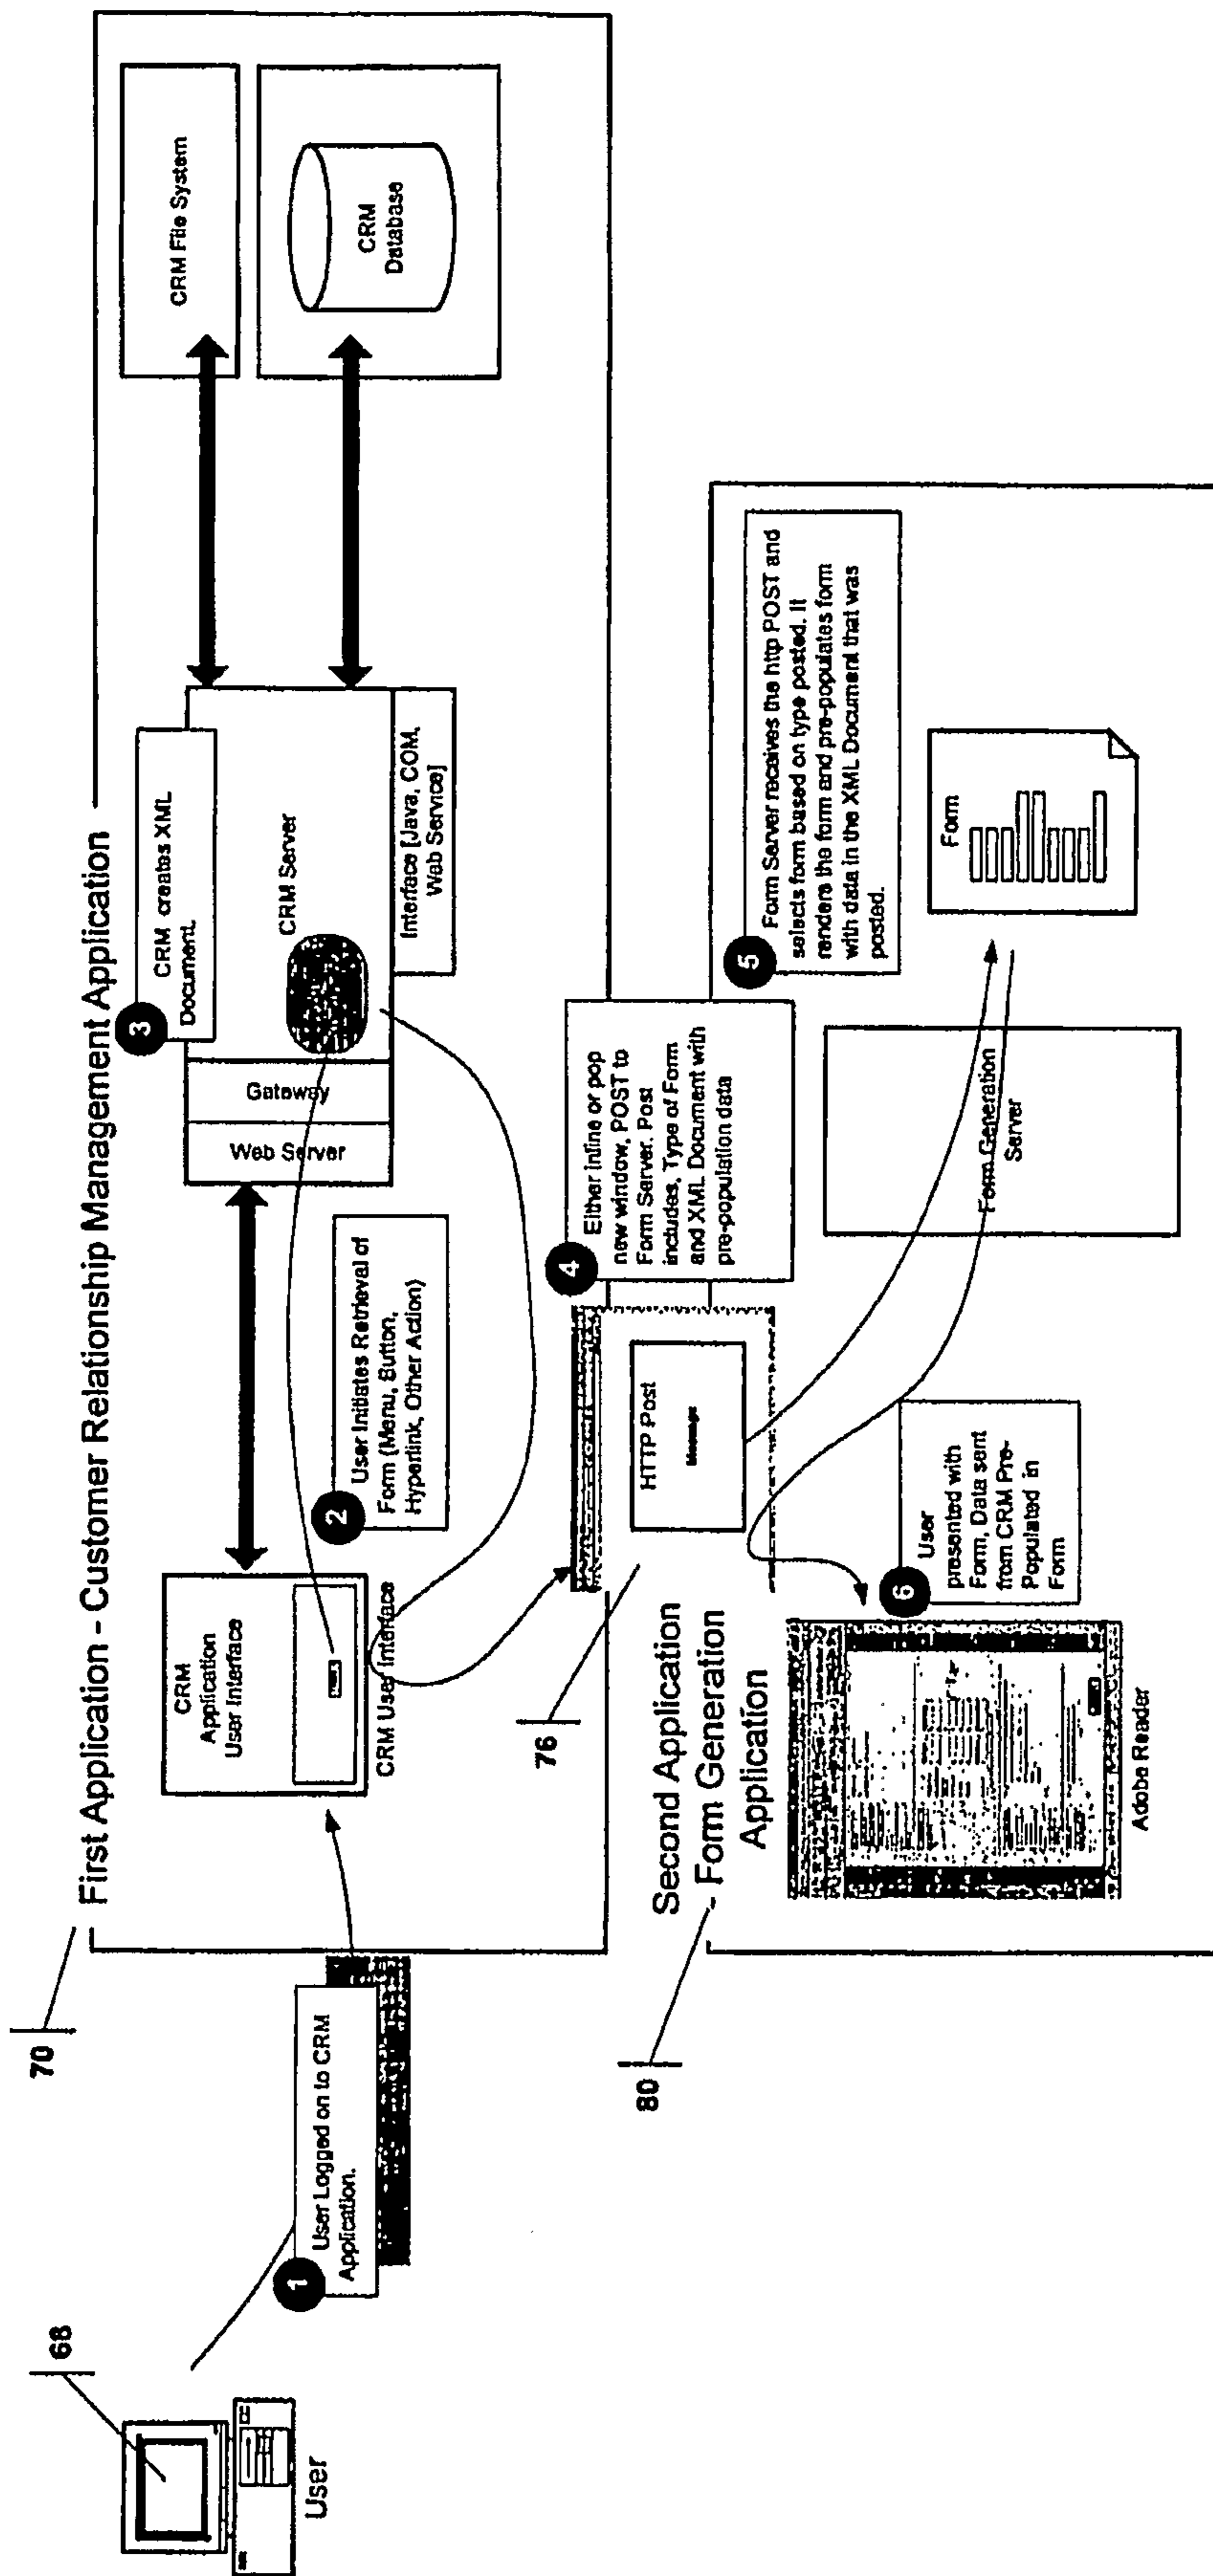 70
First Application - Customer Relationship Management Application
68
User
1
User Logged on to CRM
Application.
CRM
Application
User Interface
CRM User Interface
2
User Initiates Retrieval of
Form (Menu, Button,
Hyperlink, Other Action)
3
CRM creates XML
Document.
Web Server
Gateway
CRM Server
Interface [Java, COM,
Web Service]
CRM File System
CRM
Database
76
HTTP Post
Message
4
Either inline or pop
new window, POST to
Form Server. Post
includes, Type of Form
and XML Document with
pre-population data
80
Second Application
- Form Generation
Application
5
Form Server receives the http POST and
selects form based on type posted. It
renders the form and pre-populates form
with data in the XML Document that was
posted.
Form Generation
Server
Form
6
User
presented with
Form, Data sent
from CRM Pre-
Populated in
Form
Adobe Reader